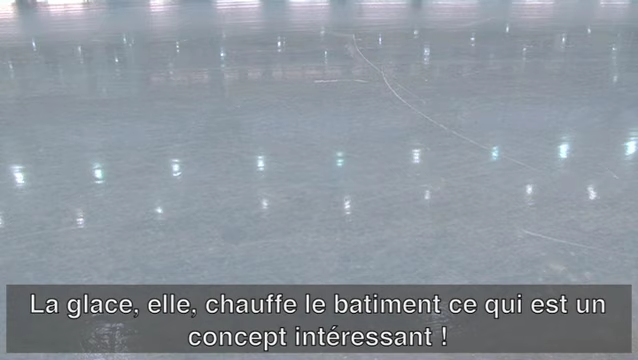 La glace, elle, chauffe le batiment ce qui est un
concept intéressant !